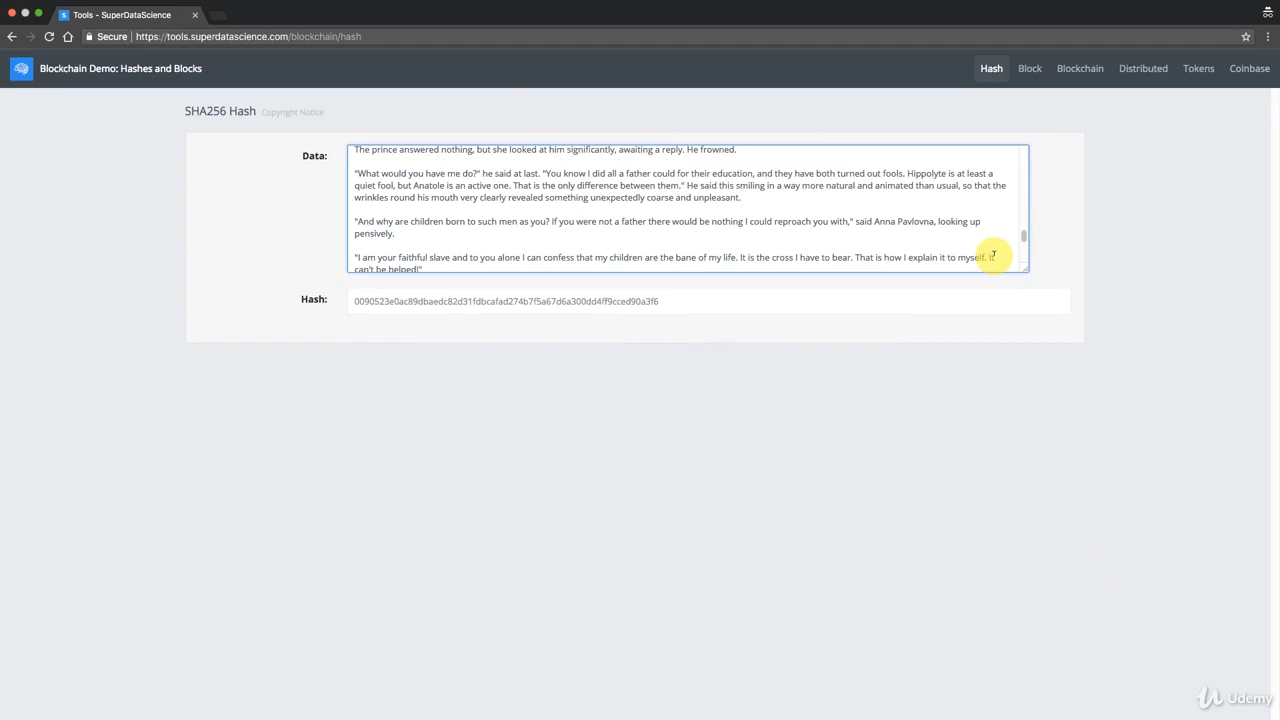 Tools - SuperDataScience
Secure | https://tools.superdatascience.com/blockchain/hash
Blockchain Demo: Hashes and Blocks
Hash Block Blockchain Distributed Tokens Coinbase
SHA256 Hash Copyright Notice
Data:
The prince answered nothing, but she looked at him significantly, awaiting a reply. He frowned.
"What would you have me do?" he said at last. "You know I did all a father could for their education, and they have both turned out fools. Hippolyte is at least a
quiet fool, but Anatole is an active one. That is the only difference between them." He said this smiling in a way more natural and animated than usual, so that the
wrinkles round his mouth very clearly revealed something unexpectedly coarse and unpleasant.
"And why are children born to such men as you? If you were not a father there would be nothing I could reproach you with," said Anna Pavlovna, looking up
pensively.
"I am your faithful slave and to you alone I can confess that my children are the bane of my life. It is the cross I have to bear. That is how I explain it to myself. It
can't be helped!"
Hash:
0090523e0ac89dbaedc82d31fdbcafad274b7f5a67d6a300dd4ff9cced90a3f6
Udemy